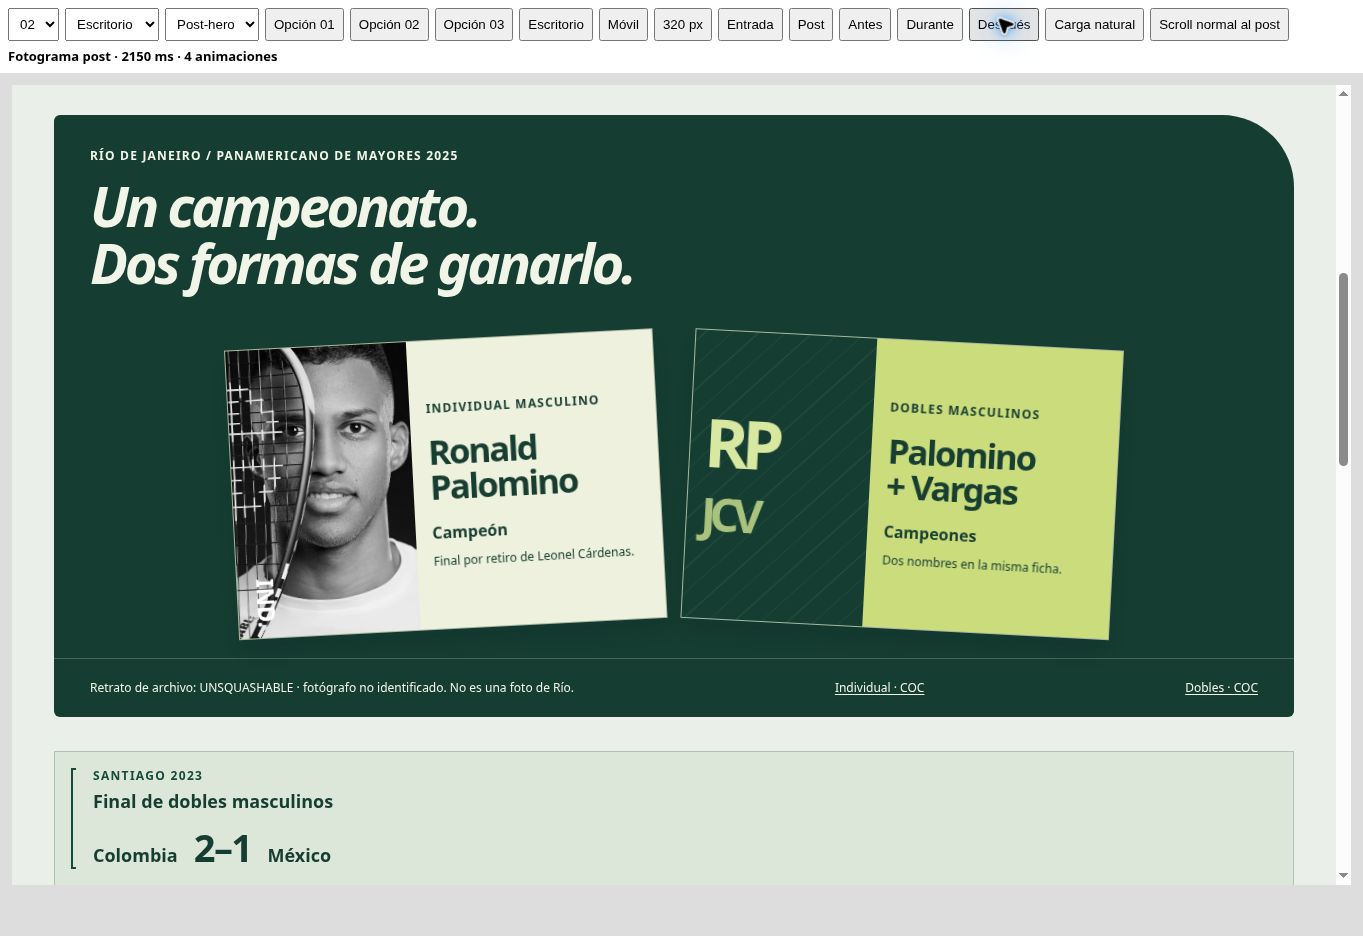 02 Escritorio Post-hero Opción 01 Opción 02 Opción 03 Escritorio Móvil 320 px Entrada Post Antes Durante Después Carga natural Scroll normal al post
Fotograma post · 2150 ms · 4 animaciones
RÍO DE JANEIRO / PANAMERICANO DE MAYORES 2025
Un campeonato.
Dos formas de ganarlo.
INDIVIDUAL MASCULINO
Ronald
Palomino
Campeón
Final por retiro de Leonel Cárdenas.
RP
JCV
DOBLES MASCULINOS
Palomino
+ Vargas
Campeones
Dos nombres en la misma ficha.
Retrato de archivo: UNSQUASHABLE · fotógrafo no identificado. No es una foto de Río.
Individual · COC
Dobles · COC
SANTIAGO 2023
Final de dobles masculinos
Colombia 2–1 México